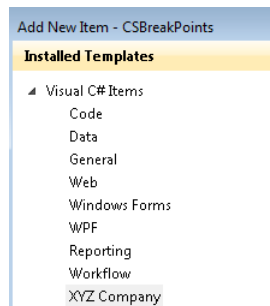 Add New Item - CSBreakPoints
Installed Templates
Visual C# Items
Code
Data
General
Web
Windows Forms
WPF
Reporting
Workflow
XYZ Company